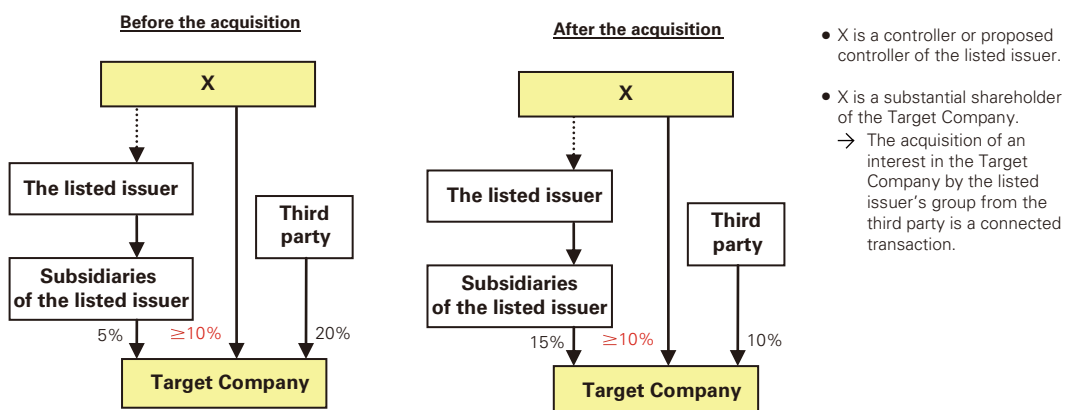 Before the acquisition
X
The listed issuer
Third
party
Subsidiaries
of the listed issuer
5%
≥10%
20%
Target Company
After the acquisition
X
The listed issuer
Third
party
Subsidiaries
of the listed issuer
15%
≥10%
10%
Target Company
• X is a controller or proposed
controller of the listed issuer.
• X is a substantial shareholder
of the Target Company.
→ The acquisition of an
interest in the Target
Company by the listed
issuer’s group from the
third party is a connected
transaction.